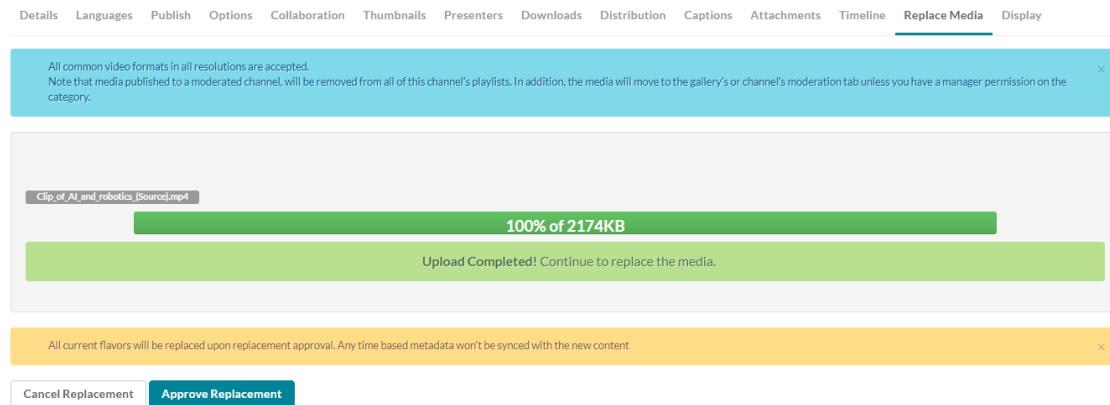 Details Languages Publish Options Collaboration Thumbnails Presenters Downloads Distribution Captions Attachments Timeline Replace Media Display
All common video formats in all resolutions are accepted.
Note that media published to a moderated channel, will be removed from all of this channel's playlists. In addition, the media will move to the gallery's or channel's moderation tab unless you have a manager permission on the
category.
Clip_of_AI_and_robotics_(Source).mp4
100% of 2174KB
Upload Completed! Continue to replace the media.
All current flavors will be replaced upon replacement approval. Any time based metadata won't be synced with the new content
Cancel Replacement Approve Replacement